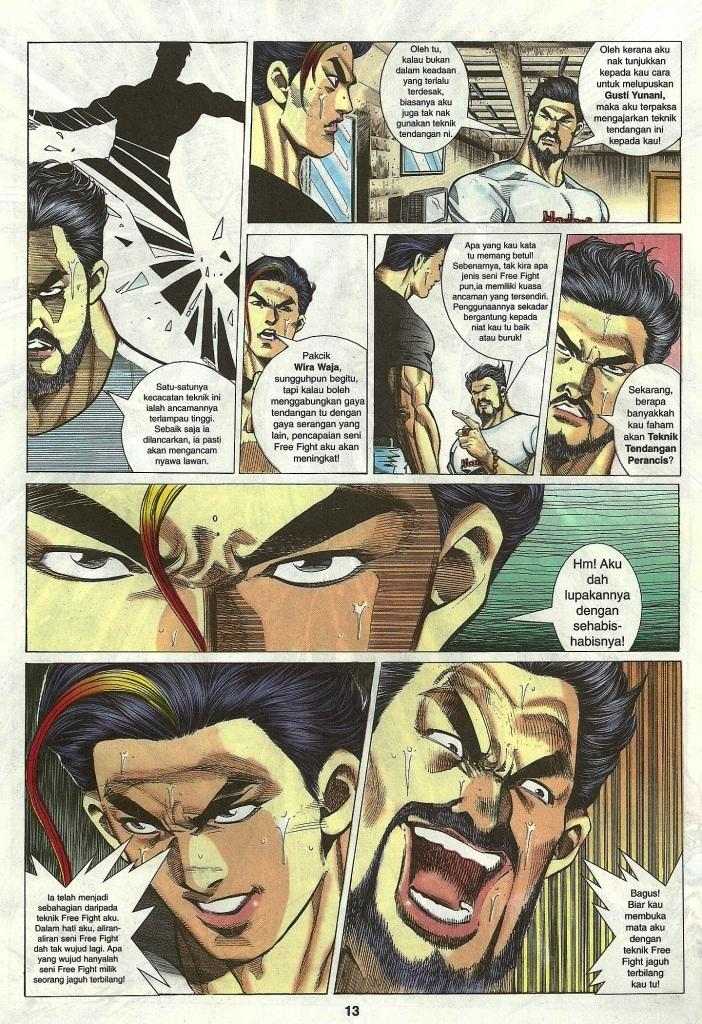 Oleh tu,
kalau bukan
dalam keadaan
yang terlalu
terdesak,
biasanya aku
juga tak nak
gunakan teknik
tendangan ni.
Oleh kerana aku
nak tunjukkan
kepada kau cara
untuk melupuskan
Gusti Yunani,
maka aku terpaksa
mengajarkan teknik
tendangan ini
kepada kau!
Satu-satunya
kecacatan teknik ini
ialah ancamannya
terlampau tinggi.
Sebaik saja ia
dilancarkan, ia pasti
akan mengancam
nyawa lawan.
Pakcik
Wira Waja,
sungguhpun begitu,
tapi kalau boleh
menggabungkan gaya
tendangan tu dengan
gaya serangan yang
lain, pencapaian seni
Free Fight aku akan
meningkat!
Apa yang kau kata
tu memang betul!
Sebenarnya, tak kira apa
jenis seni Free Fight
pun,ia memiliki kuasa
ancaman yang tersendiri.
Penggunaannya sekadar
bergantung kepada
niat kau tu baik
atau buruk!
Sekarang,
berapa
banyakkah
kau faham
akan Teknik
Tendangan
Perancis?
Hm! Aku
dah
lupakannya
dengan
sehabis-
habisnya!
Ia telah menjadi
sebahagian daripada
teknik Free Fight aku.
Dalam hati aku, aliran-
aliran seni Free Fight
dah tak wujud lagi. Apa
yang wujud hanyalah
seni Free Fight milik
seorang jaguh terbilang!
Bagus!
Biar kau
membuka
mata aku
dengan
teknik Free
Fight jaguh
terbilang
kau tu!
13